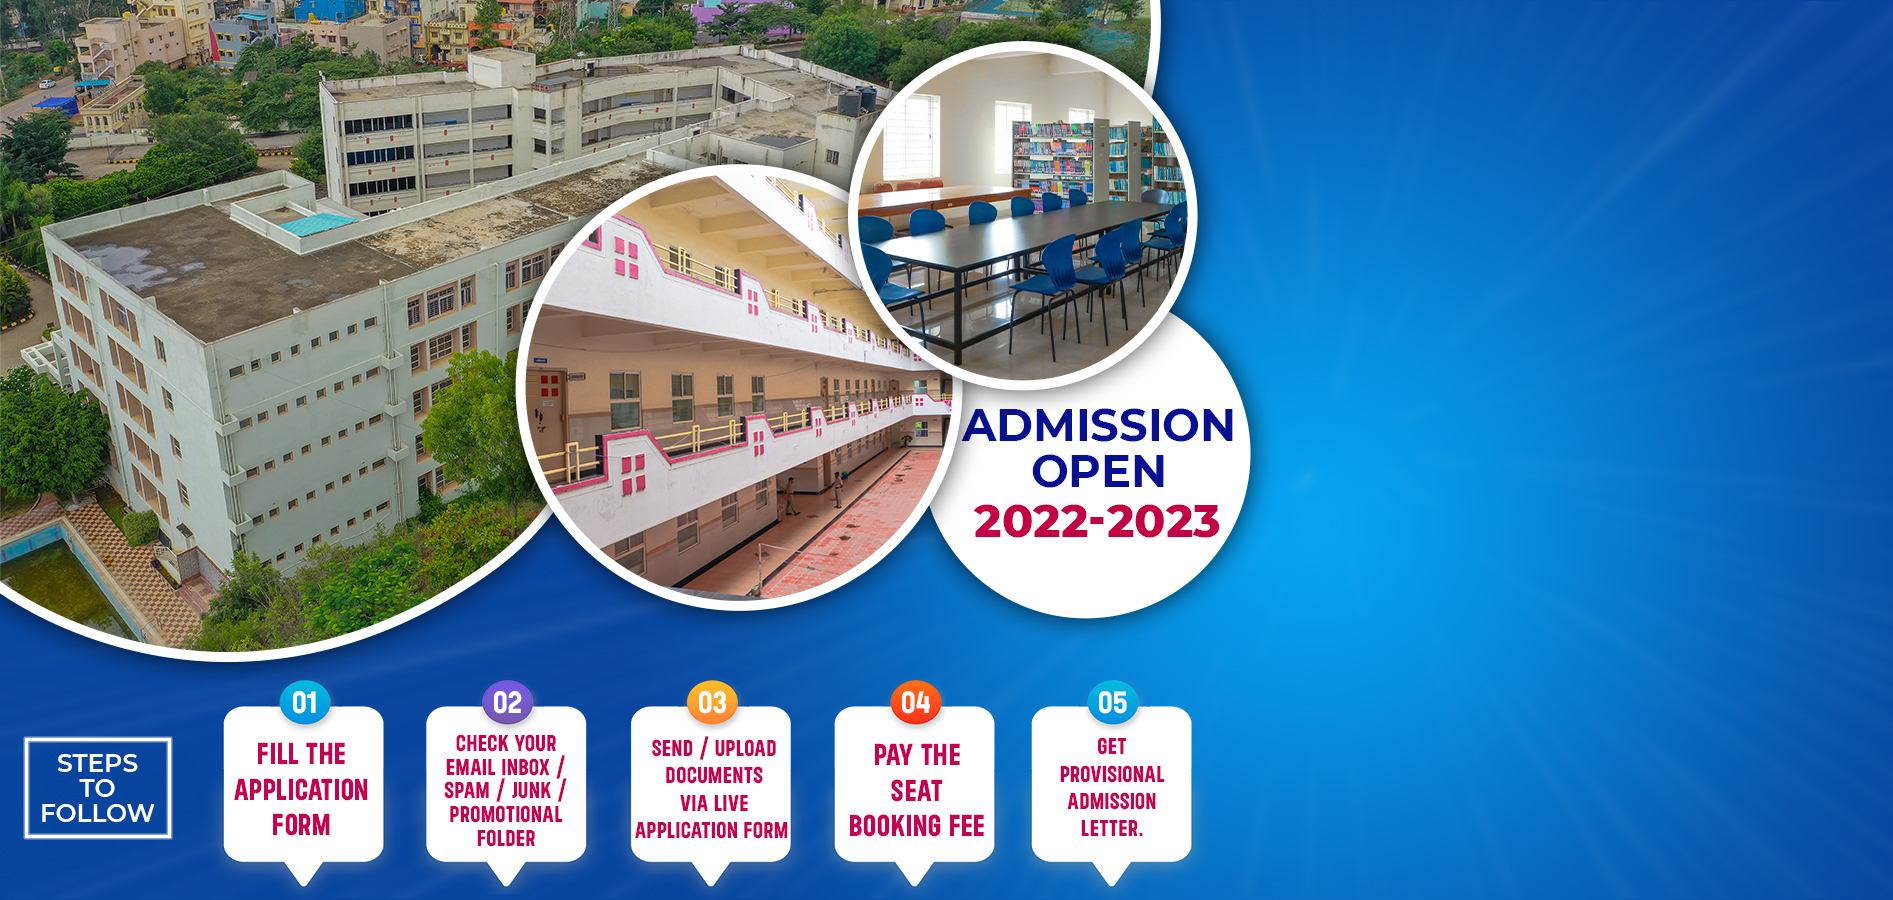 ADMISSION
OPEN
2022-2023
STEPS
TO
FOLLOW
01
FILL THE
APPLICATION
FORM
02
CHECK YOUR
EMAIL INBOX /
SPAM / JUNK /
PROMOTIONAL
FOLDER
03
SEND / UPLOAD
DOCUMENTS
VIA LIVE
APPLICATION FORM
04
PAY THE
SEAT
BOOKING FEE
05
GET
PROVISIONAL
ADMISSION
LETTER.